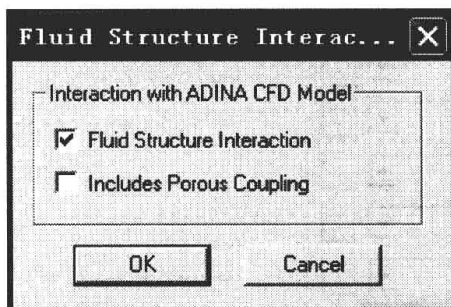 Fluid Structure Interac...
Interaction with ADINA CFD Model
Fluid Structure Interaction
Includes Porous Coupling
OK Cancel